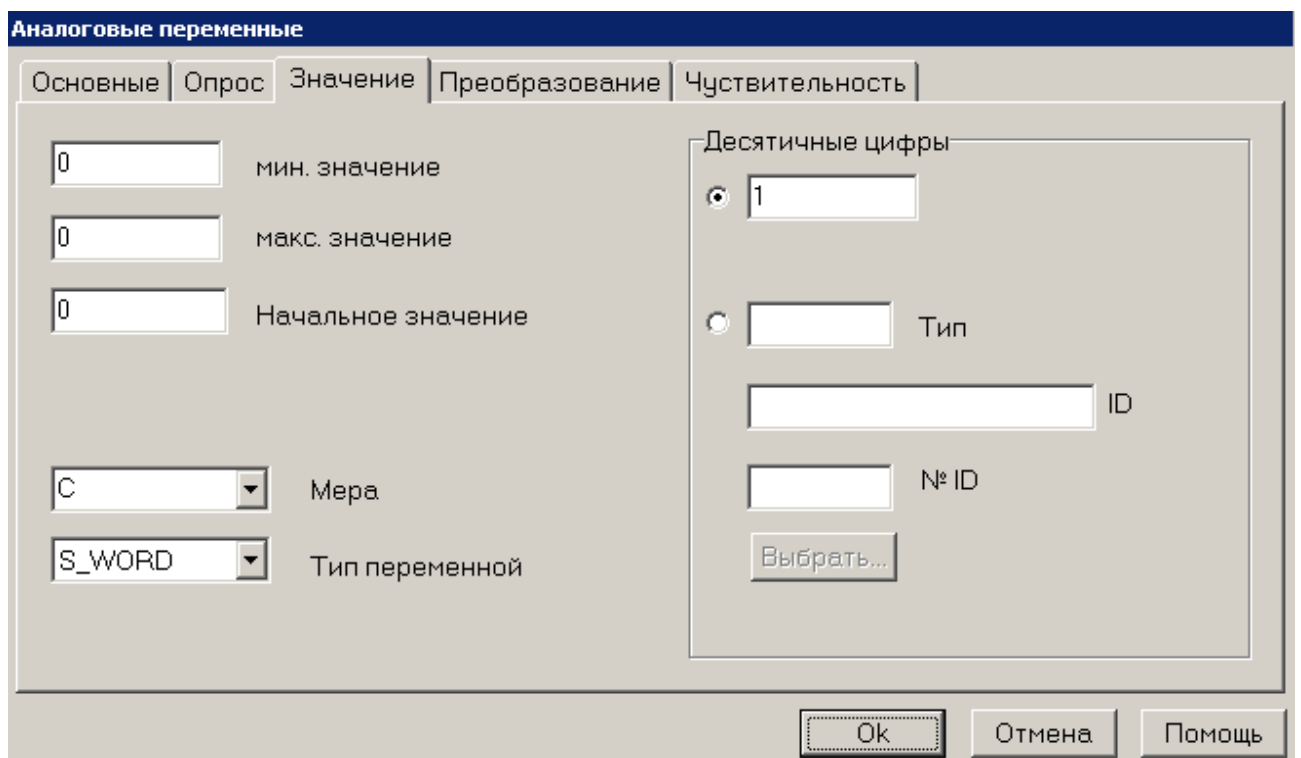 Аналоговые переменные
Основные Опрос Значение Преобразование Чуствительность
0 мин. значение
0 макс. значение
0 Начальное значение
C Мера
S_WORD Тип переменной
Десятичные цифры
1
Тип
ID
№ ID
Выбрать...
Ok Отмена Помощь